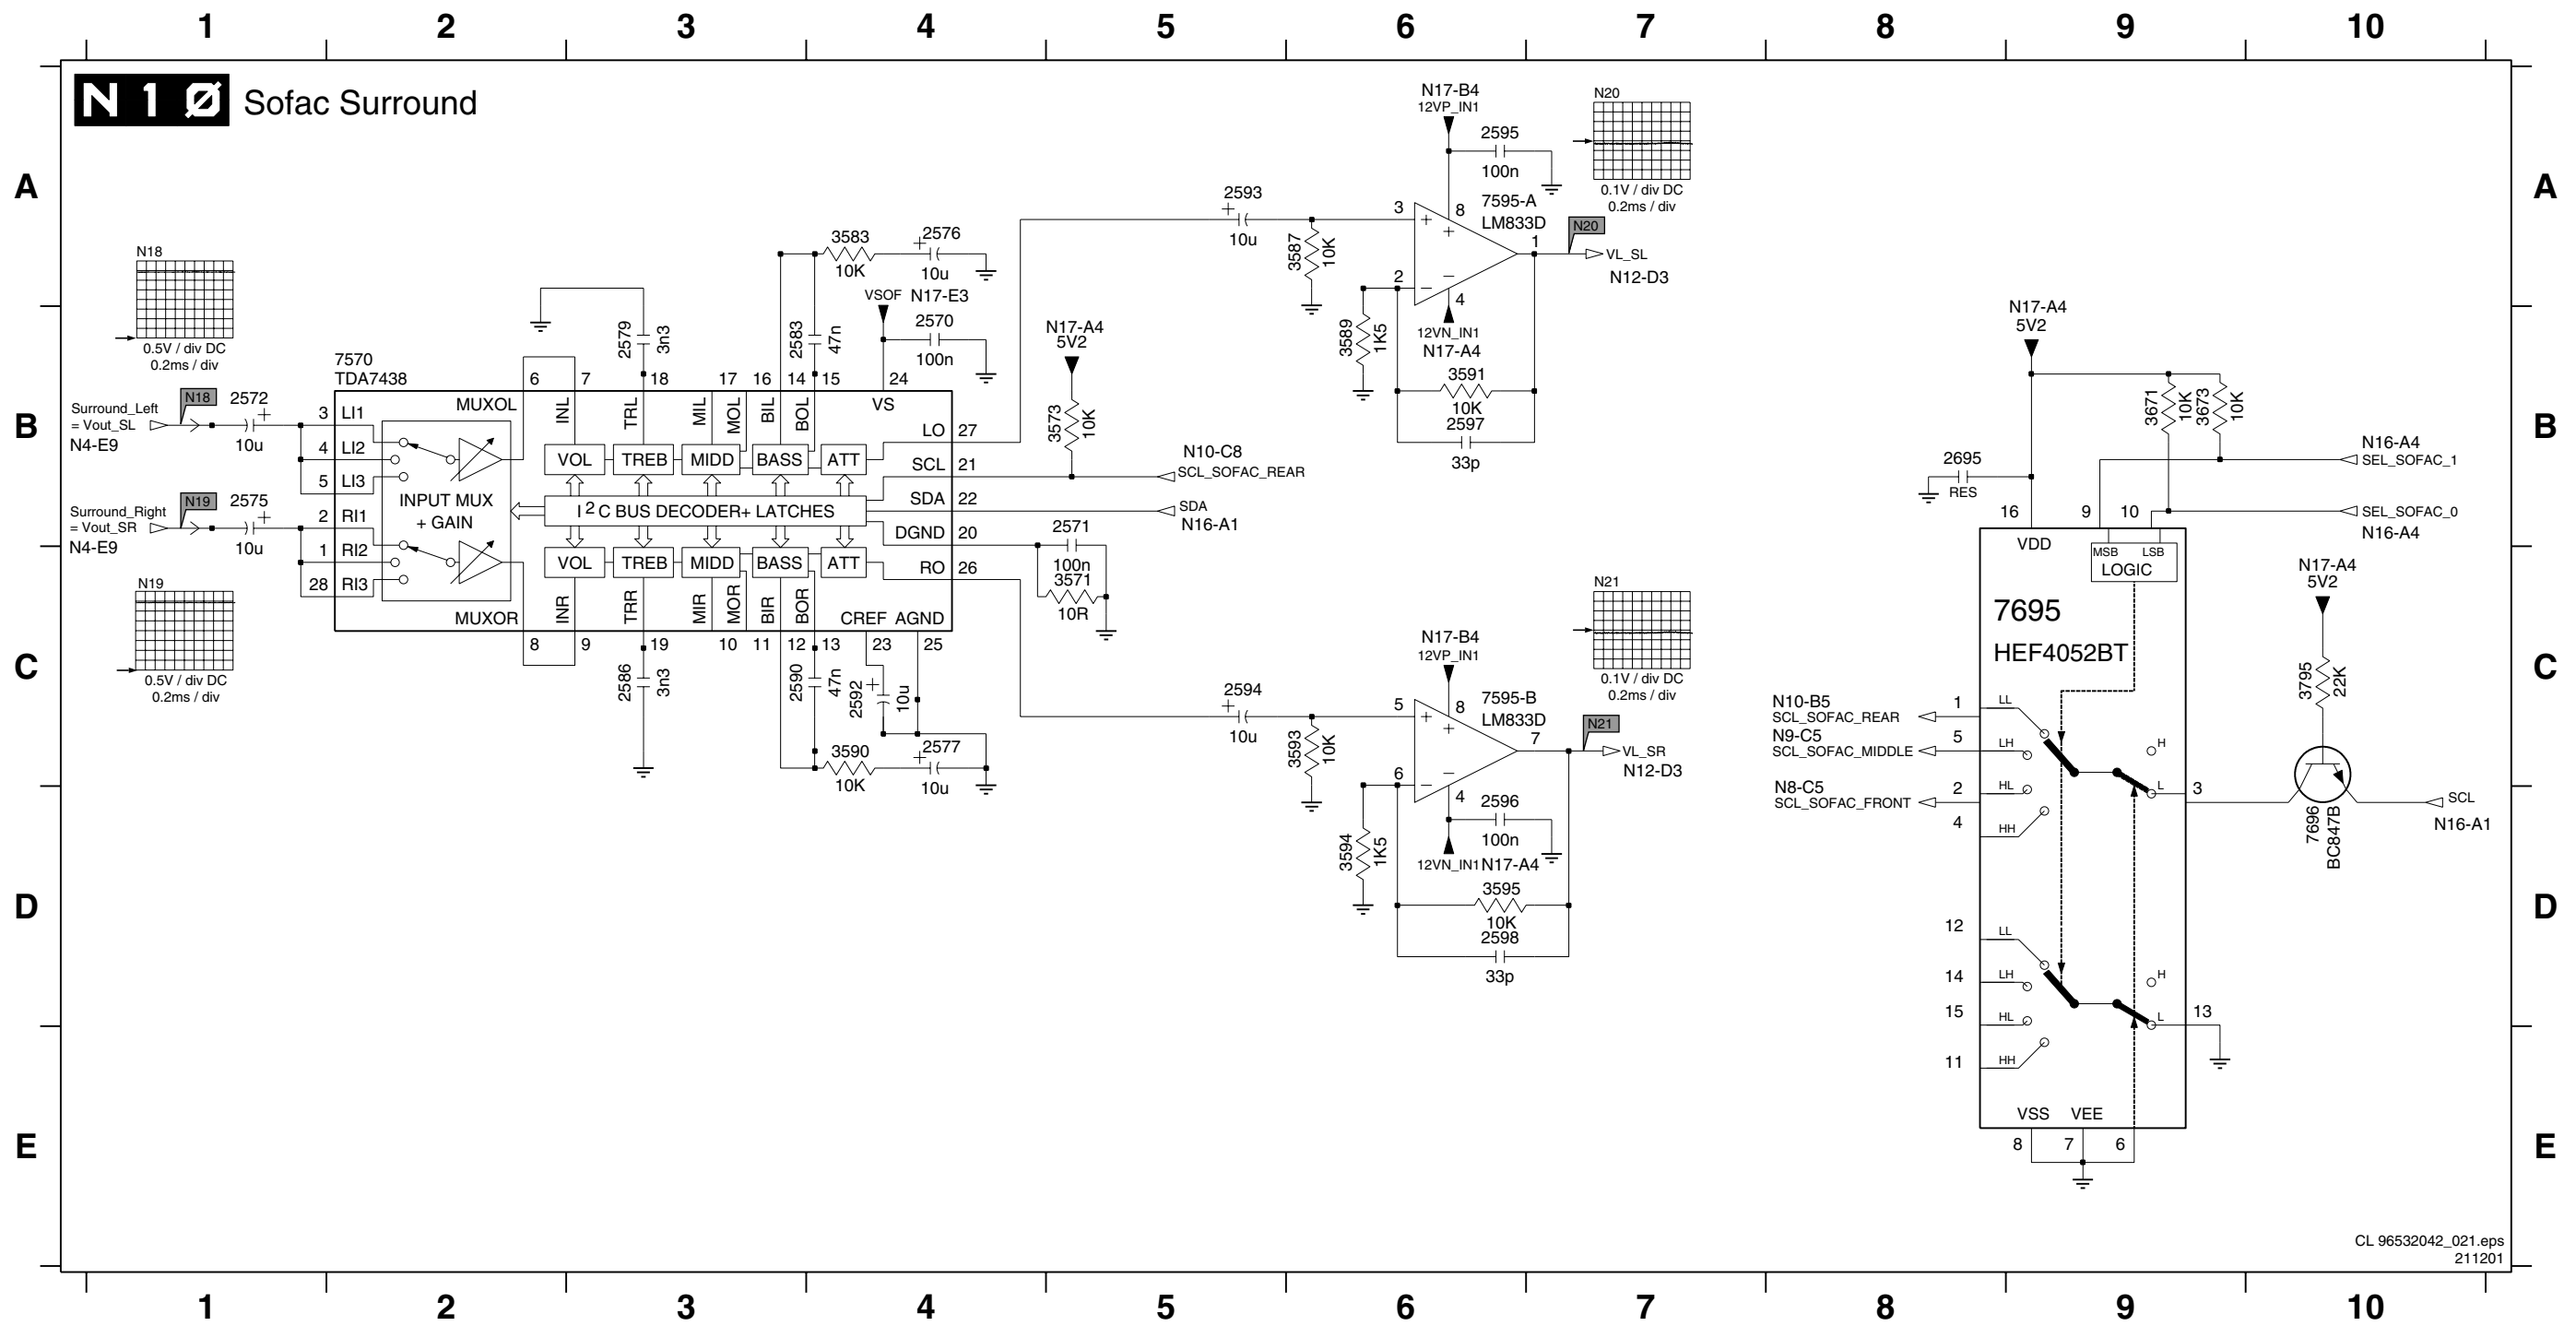 1 2 3 4 5 6 7 8 9 10
N 1 Ø Sofac Surround
A
A
N17-B4
12VP_IN1
2595
100n
N20
0.1V / div DC
0.2ms / div
7595-A
LM833D
3
8
2593
10u
3587
10K
2
4
1
N20
VL_SL
N12-D3
N18
0.5V / div DC
0.2ms / div
3583
10K
2576
10u
VSOF N17-E3
2570
100n
2579
3n3
2583
47n
N17-A4
5V2
3573
10K
3589
1K5
12VN_IN1
N17-A4
3591
10K
2597
33p
N17-A4
5V2
3671
10K
3673
10K
B
B
7570
TDA7438
6 7 18 17 16 14 15 24
Surround_Left
= Vout_SL
N4-E9
N18
2572
10u
3 LI1
4 LI2
5 LI3
MUXOL
INL
TRL
MIL
MOL
BIL
BOL
VS
LO 27
SCL 21
SDA 22
DGND 20
RO 26
VOL TREB MIDD BASS ATT
INPUT MUX
+ GAIN
I2C BUS DECODER+ LATCHES
VOL TREB MIDD BASS ATT
N10-C8
SCL_SOFAC_REAR
SDA
N16-A1
Surround_Right
= Vout_SR
N4-E9
N19
2575
10u
2 RI1
1 RI2
28 RI3
MUXOR
INR
TRR
MIR
MOR
BIR
BOR
CREF AGND
8 9 19 10 11 12 13 23 25
2571
100n
3571
10R
N19
0.5V / div DC
0.2ms / div
2586
3n3
2590
47n
2592
10u
3590
10K
2577
10u
2695
RES
N16-A4
SEL_SOFAC_1
SEL_SOFAC_0
N16-A4
16 9 10
VDD
MSB LSB
LOGIC
7695
HEF4052BT
N17-A4
5V2
3795
22K
C
C
N17-B4
12VP_IN1
N21
0.1V / div DC
0.2ms / div
2594
10u
3593
10K
5
8
7595-B
LM833D
7
N21
VL_SR
N12-D3
6
4
2596
100n
12VN_IN1 N17-A4
3594
1K5
3595
10K
2598
33p
N10-B5
SCL_SOFAC_REAR
N9-C5
SCL_SOFAC_MIDDLE
N8-C5
SCL_SOFAC_FRONT
1 LL
5 LH
2 HL
4 HH
H
L
3
7696
BC847B
SCL
N16-A1
D
D
12 LL
14 LH
15 HL
11 HH
H
L
13
VSS VEE
8 7 6
E
E
CL 96532042_021.eps
211201
1 2 3 4 5 6 7 8 9 10